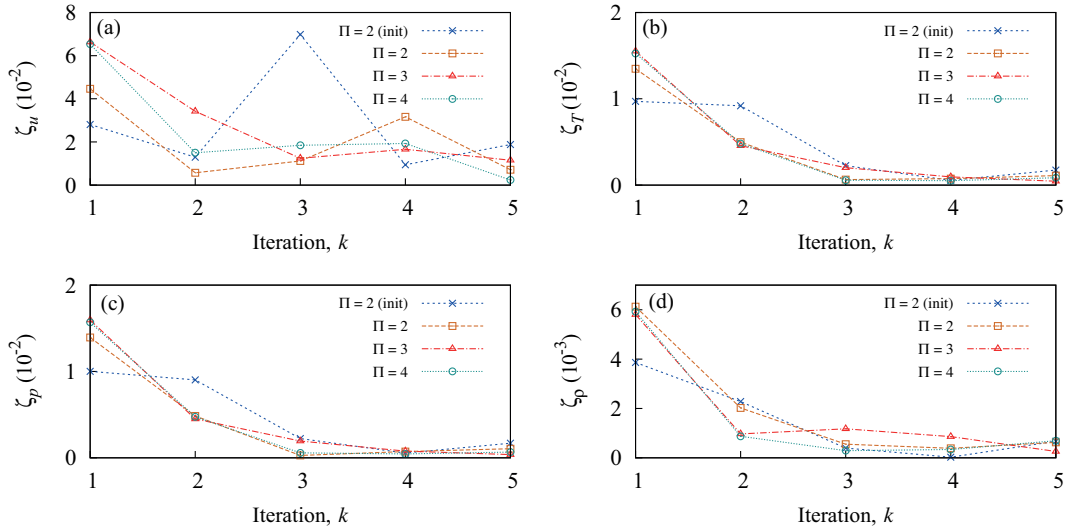 (a)
Π = 2 (init)
Π = 2
Π = 3
Π = 4
8
6
4
2
0
ζu (10-2)
1 2 3 4 5
Iteration, k
(b)
Π = 2 (init)
Π = 2
Π = 3
Π = 4
2
1
0
ζT (10-2)
1 2 3 4 5
Iteration, k
(c)
Π = 2 (init)
Π = 2
Π = 3
Π = 4
2
1
0
ζp (10-2)
1 2 3 4 5
Iteration, k
(d)
Π = 2 (init)
Π = 2
Π = 3
Π = 4
6
4
2
0
ζρ (10-3)
1 2 3 4 5
Iteration, k